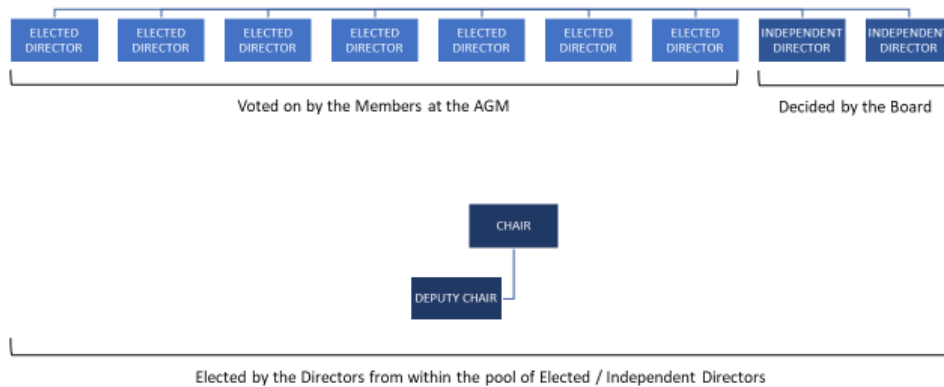 ELECTED DIRECTOR
ELECTED DIRECTOR
ELECTED DIRECTOR
ELECTED DIRECTOR
ELECTED DIRECTOR
ELECTED DIRECTOR
ELECTED DIRECTOR
INDEPENDENT DIRECTOR
INDEPENDENT DIRECTOR
Voted on by the Members at the AGM
Decided by the Board
CHAIR
DEPUTY CHAIR
Elected by the Directors from within the pool of Elected / Independent Directors